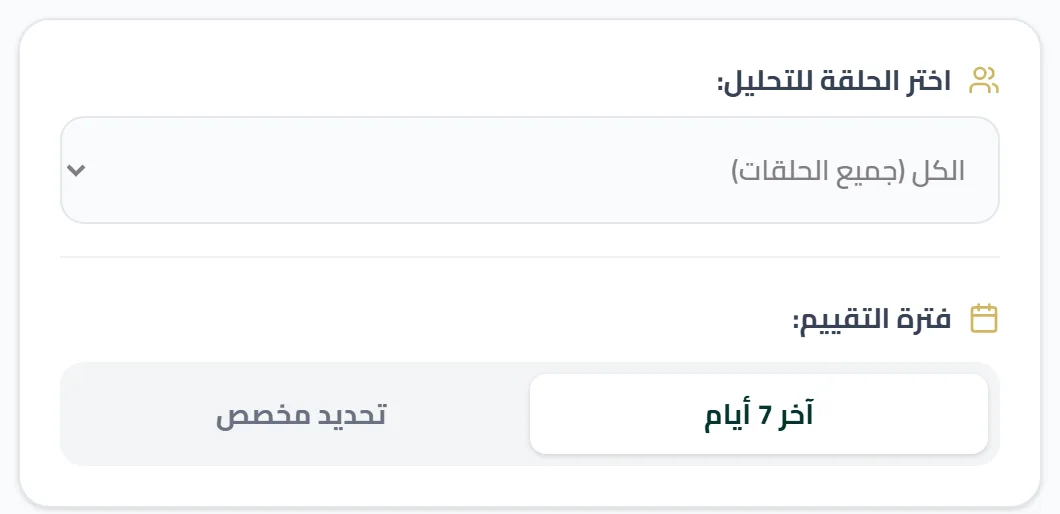 اختر الحلقة للتحليل:
الكل (جميع الحلقات)
فترة التقييم:
آخر 7 أيام
تحديد مخصص